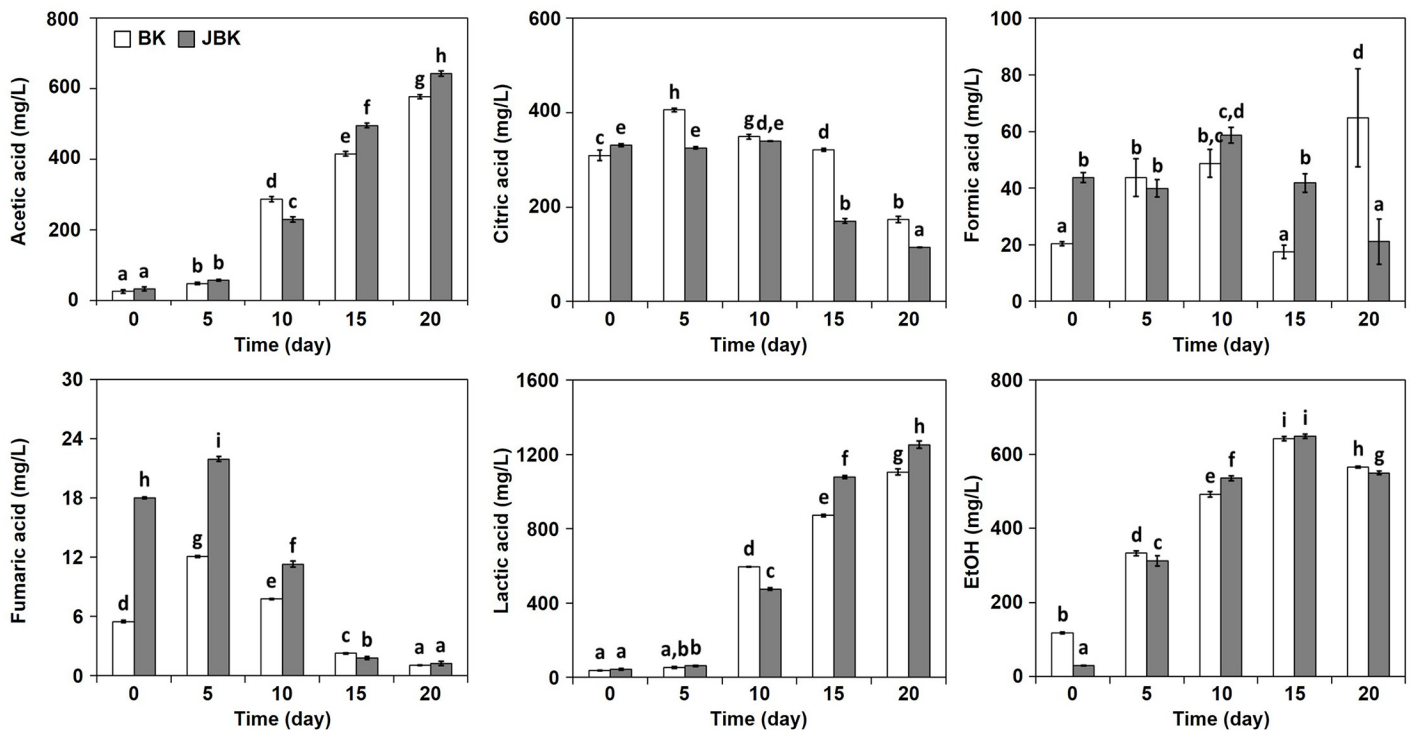 BK JBK
Acetic acid (mg/L)
800
600
400
200
0
a a b b d c e f g h
0 5 10 15 20
Time (day)
Citric acid (mg/L)
600
400
200
0
c e h e g d,e d b b a
0 5 10 15 20
Time (day)
Formic acid (mg/L)
100
80
60
40
20
0
a b b b b,c c,d a b d a
0 5 10 15 20
Time (day)
Fumaric acid (mg/L)
30
24
18
12
6
0
d h g i e f c b a a
0 5 10 15 20
Time (day)
Lactic acid (mg/L)
1600
1200
800
400
0
a a a,b b d c e f g h
0 5 10 15 20
Time (day)
EtOH (mg/L)
800
600
400
200
0
b a d c e f i i h g
0 5 10 15 20
Time (day)